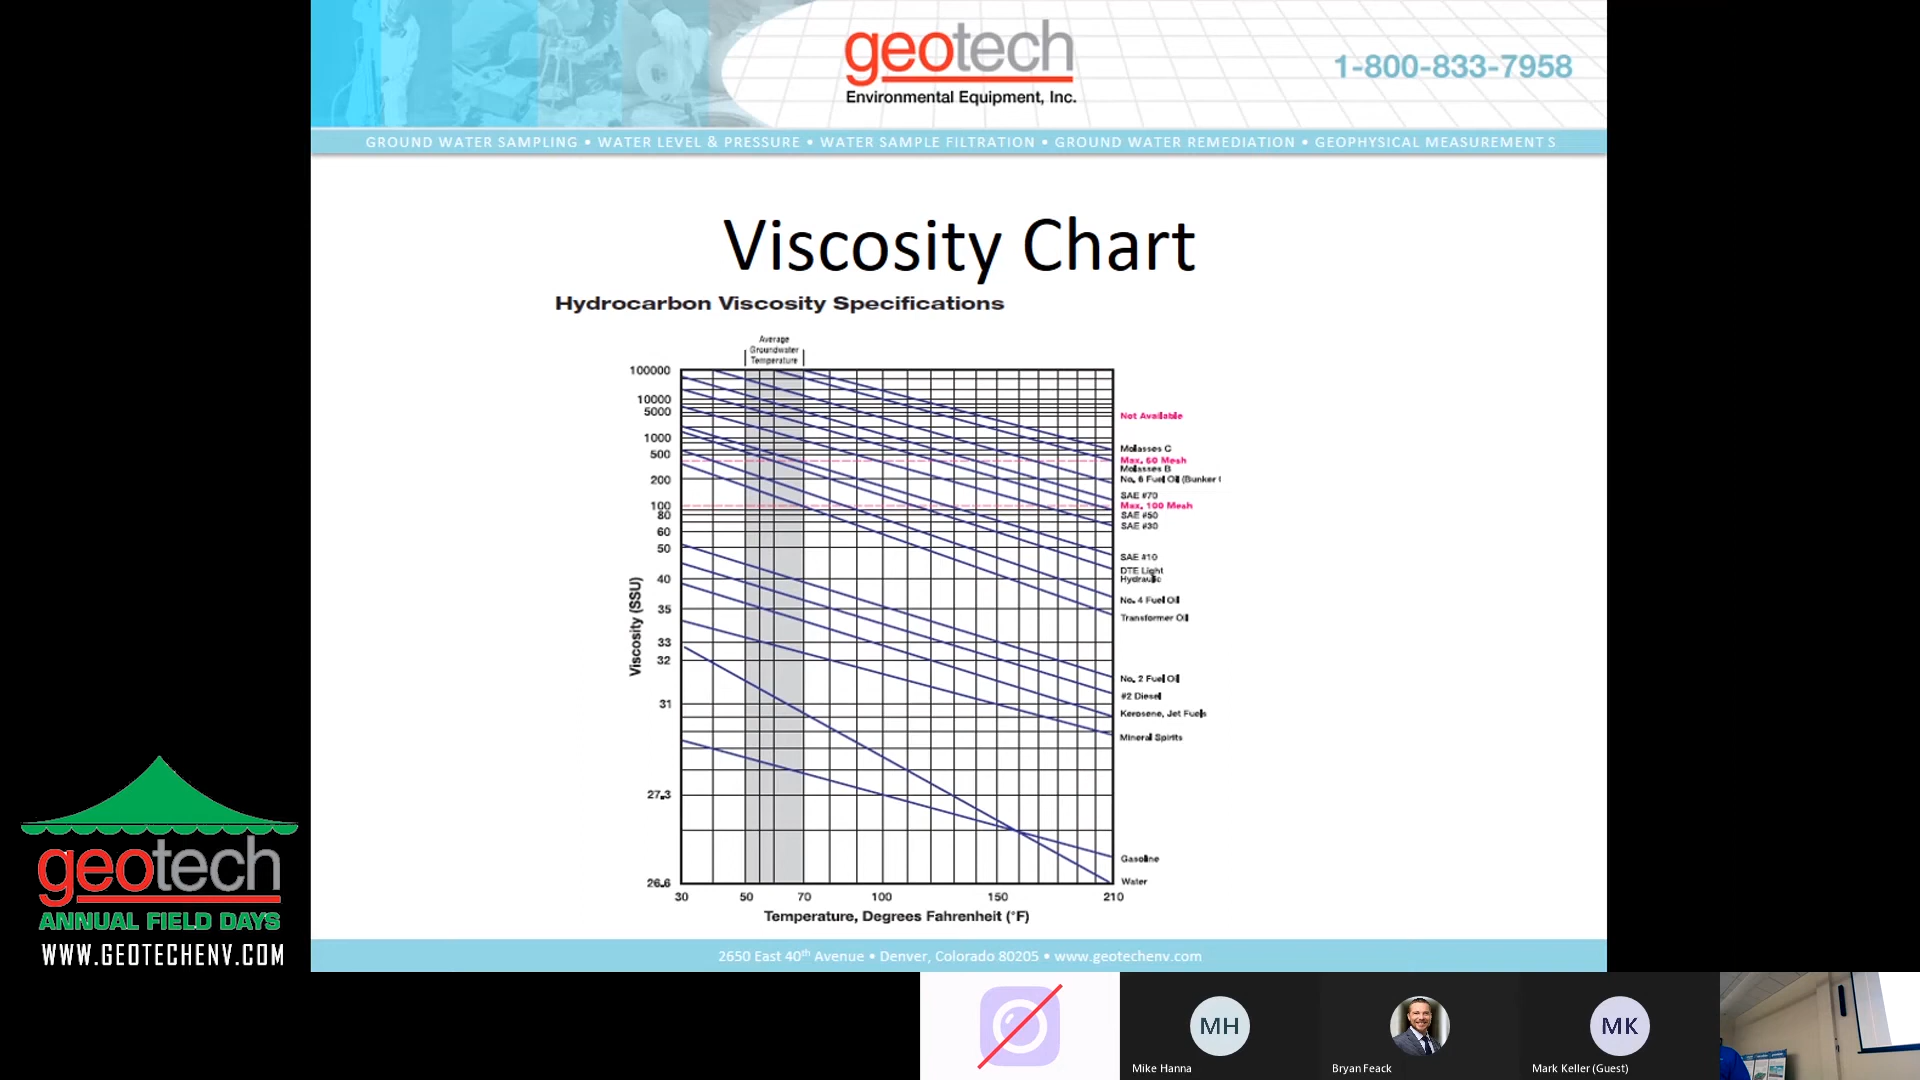 geotech
Environmental Equipment, Inc.
1-800-833-7958
GROUND WATER SAMPLING • WATER LEVEL & PRESSURE • WATER SAMPLE FILTRATION • GROUND WATER REMEDIATION • GEOPHYSICAL MEASUREMENTS
Viscosity Chart
Hydrocarbon Viscosity Specifications
Average
Groundwater
Temperature
100000
10000
5000
1000
500
200
100
80
60
50
40
35
33
32
31
27.3
26.6
Viscosity (SSU)
Not Available
Molasses C
Max. 60 Mesh
Molasses B
No. 6 Fuel Oil (Bunker
SAE #70
Max. 100 Mesh
SAE #50
SAE #30
SAE #10
DTE Light
Hydraulic
No. 4 Fuel Oil
Transformer Oil
No. 2 Fuel Oil
#2 Diesel
Kerosene, Jet Fuels
Mineral Spirits
Gasoline
Water
30 50 70 100 150 210
Temperature, Degrees Fahrenheit (°F)
geotech
ANNUAL FIELD DAYS
WWW.GEOTECHENV.COM
2650 East 40th Avenue • Denver, Colorado 80205 • www.geotechenv.com
MH
MK
Mike Hanna
Bryan Feack
Mark Keller (Guest)